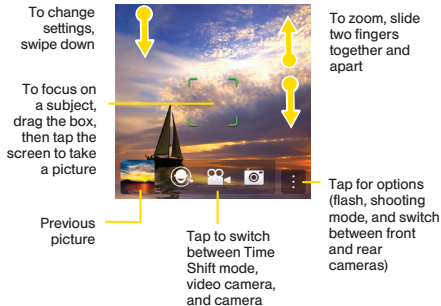 To change
settings,
swipe down
To zoom, slide
two fingers
together and
apart
To focus on
a subject,
drag the box,
then tap the
screen to take
a picture
Previous
picture
Tap to switch
between Time
Shift mode,
video camera,
and camera
Tap for options
(flash, shooting
mode, and switch
between front
and rear
cameras)